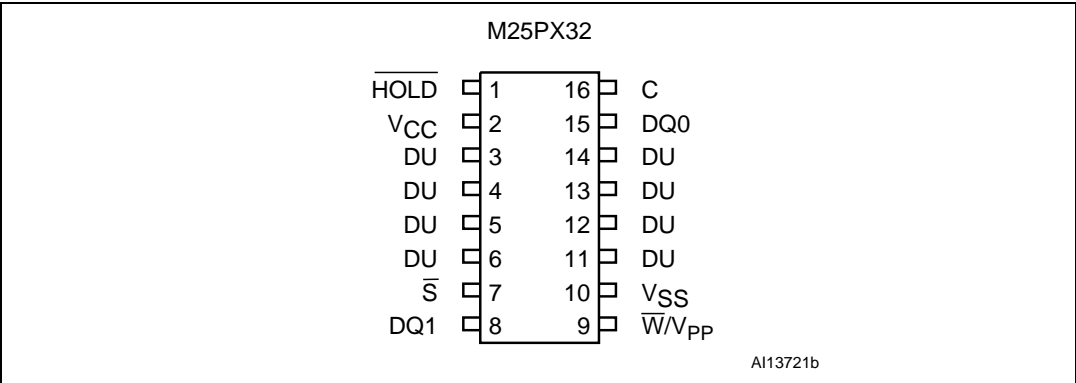 M25PX32
HOLD 1 16 C
VCC 2 15 DQ0
DU 3 14 DU
DU 4 13 DU
DU 5 12 DU
DU 6 11 DU
S 7 10 VSS
DQ1 8 9 W/VPP
AI13721b